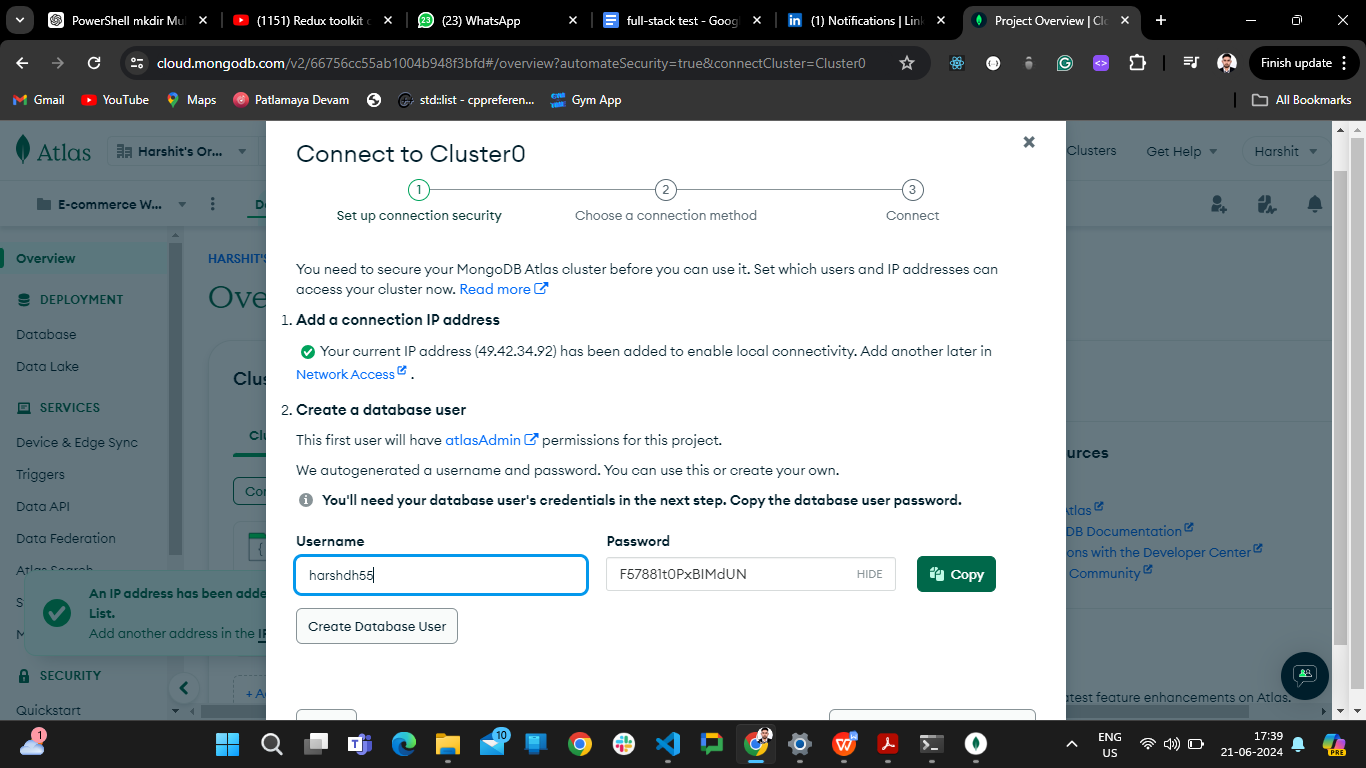 PowerShell mkdir Mul
(1151) Redux toolkit c
(23) WhatsApp
full-stack test - Googl
(1) Notifications | Link
Project Overview | Clo
cloud.mongodb.com/v2/66756cc55ab1004b948f3bfd#/overview?automateSecurity=true&connectCluster=Cluster0
Finish update
Gmail
YouTube
Maps
Patlamaya Devam
std::list - cppreferen...
Gym App
All Bookmarks
Atlas
Harshit's Or...
Clusters
Get Help
Harshit
E-commerce W...
D
Overview
HARSHIT'S
Ove
DEPLOYMENT
Database
Data Lake
SERVICES
Device & Edge Sync
Triggers
Data API
Data Federation
Atlas Search
SECURITY
Quickstart
Clus
Clu
Con
+ A
An IP address has been adde
List.
Add another address in the IP
Connect to Cluster0
1
2
3
Set up connection security
Choose a connection method
Connect
You need to secure your MongoDB Atlas cluster before you can use it. Set which users and IP addresses can
access your cluster now. Read more
1. Add a connection IP address
Your current IP address (49.42.34.92) has been added to enable local connectivity. Add another later in
Network Access .
2. Create a database user
This first user will have atlasAdmin permissions for this project.
We autogenerated a username and password. You can use this or create your own.
You'll need your database user's credentials in the next step. Copy the database user password.
Username
Password
harshdh55
F57881t0PxBIMdUN
HIDE
Copy
Create Database User
urces
Atlas
DB Documentation
ons with the Developer Center
Community
atest feature enhancements on Atlas.
1
10
ENG
US
17:39
21-06-2024
PRE